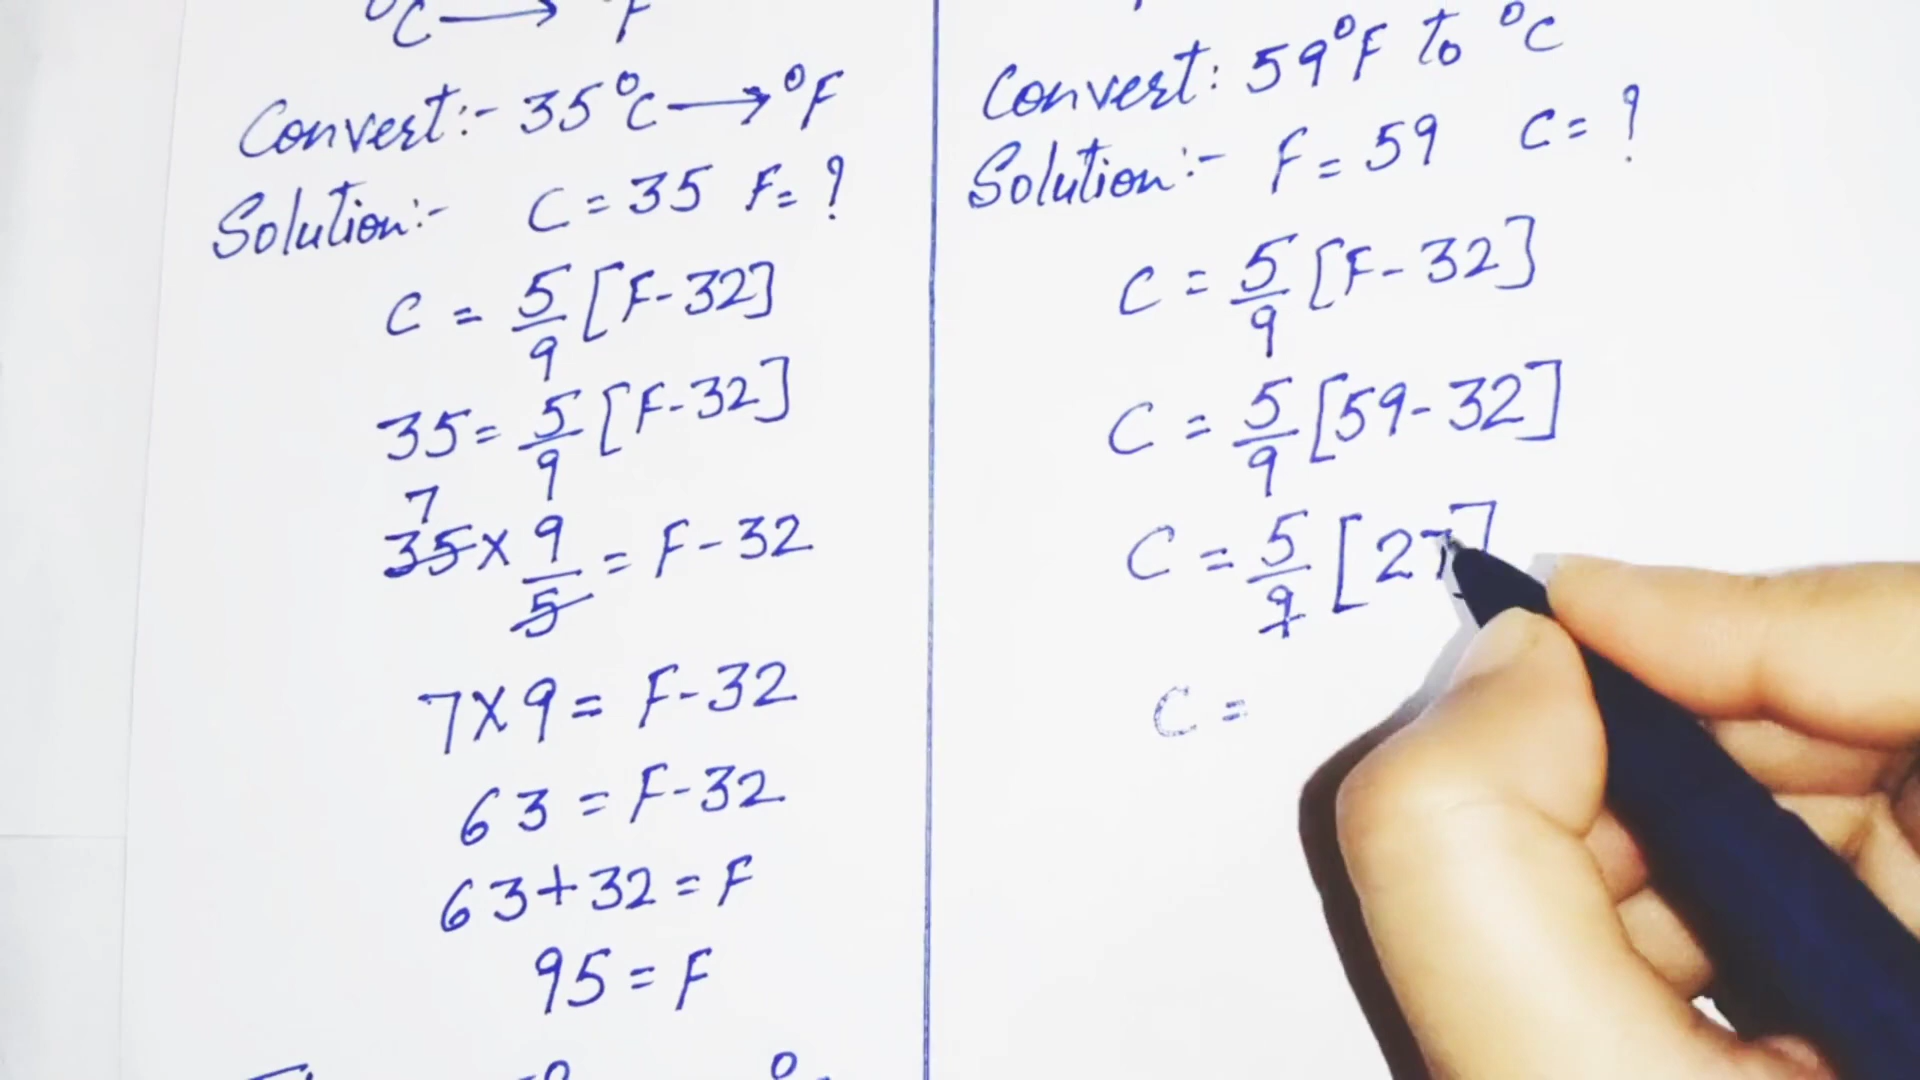 °C → °F
Convert:- 35°C → °F
Solution:- C = 35 F = ?
C = 5/9 [F - 32]
35 = 5/9 [F - 32]
7
35 × 9/5 = F - 32
7 × 9 = F - 32
63 = F - 32
63 + 32 = F
95 = F
Convert: 59°F to °C
Solution:- F = 59 C = ?
C = 5/9 [F - 32]
C = 5/9 [59 - 32]
C = 5/9 [27]
C =